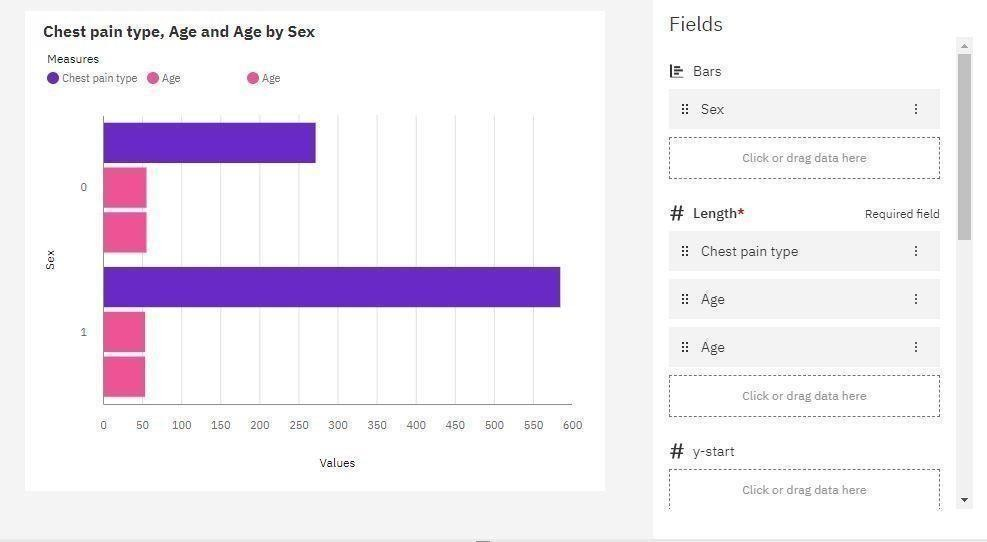 Chest pain type, Age and Age by Sex
Measures
Chest pain type Age Age
0
1
Sex
0 50 100 150 200 250 300 350 400 450 500 550 600
Values
Fields
Bars
Sex
Click or drag data here
# Length* Required field
Chest pain type
Age
Age
Click or drag data here
# y-start
Click or drag data here